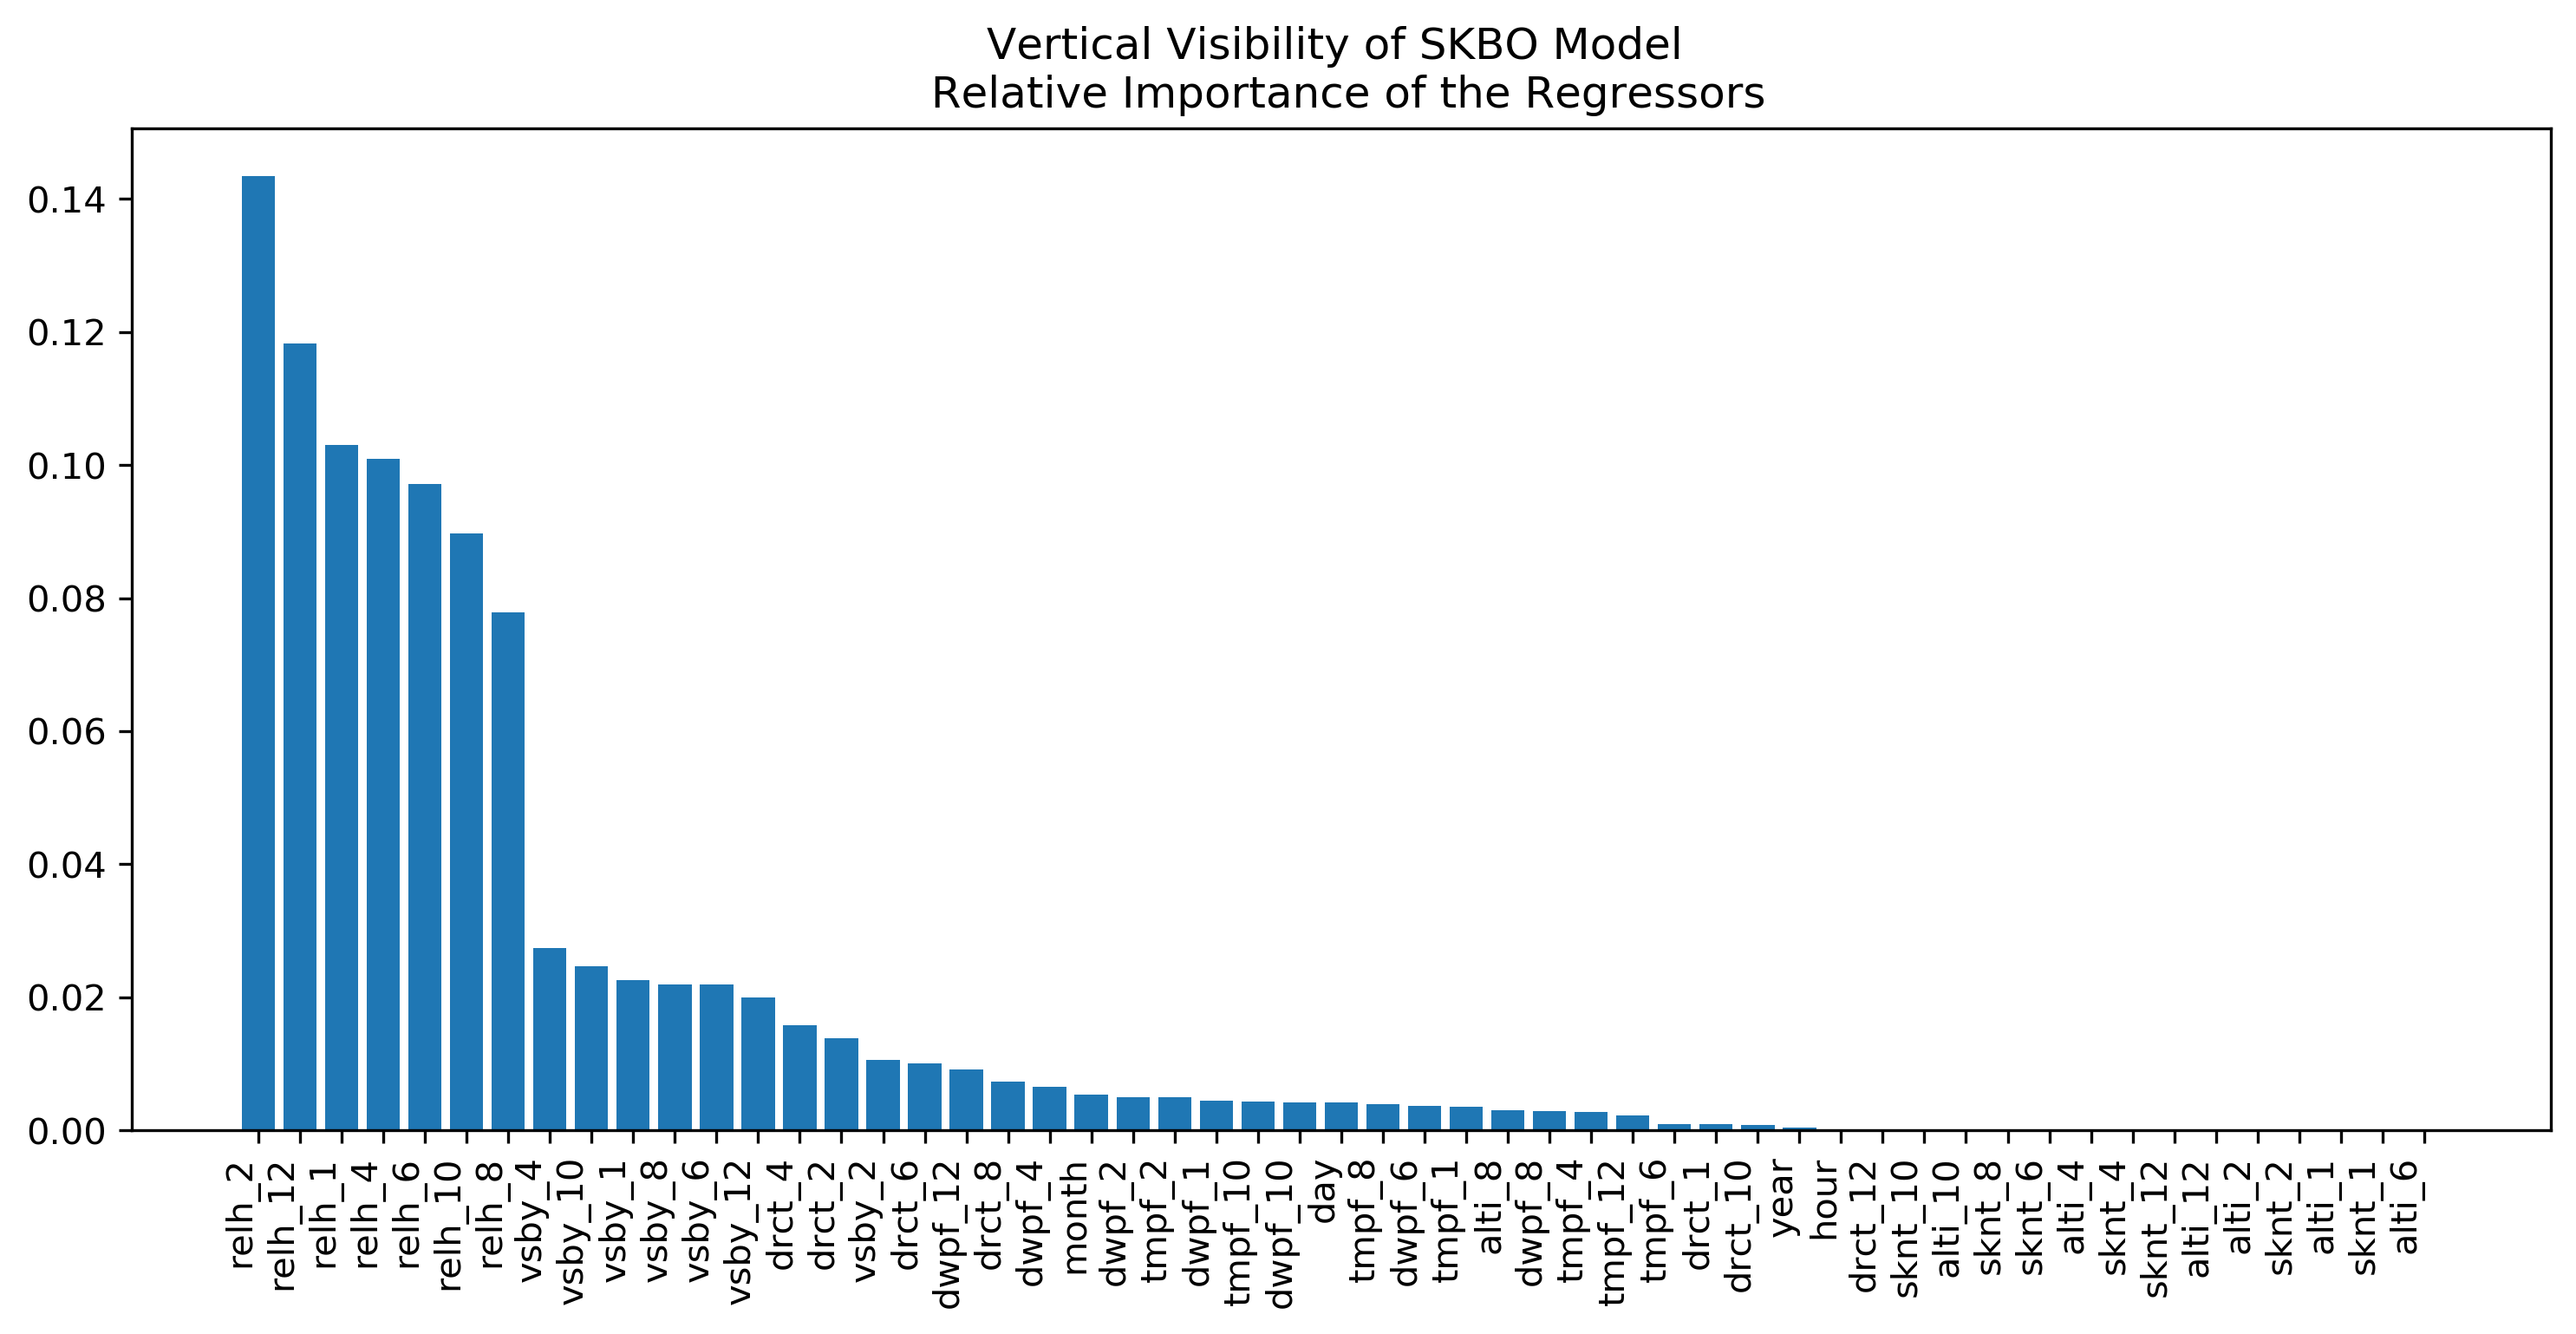 Vertical Visibility of SKBO Model
Relative Importance of the Regressors
0.14
0.12
0.10
0.08
0.06
0.04
0.02
0.00
relh_2
relh_12
relh_1
relh_4
relh_6
relh_10
relh_8
vsby_4
vsby_10
vsby_1
vsby_8
vsby_6
vsby_12
drct_4
drct_2
vsby_2
drct_6
dwpf_12
drct_8
dwpf_4
month
dwpf_2
tmpf_2
dwpf_1
tmpf_10
dwpf_10
day
tmpf_8
dwpf_6
tmpf_1
alti_8
dwpf_8
tmpf_4
tmpf_12
tmpf_6
drct_1
drct_10
year
hour
drct_12
sknt_10
alti_10
sknt_8
sknt_6
alti_4
sknt_4
sknt_12
alti_12
alti_2
sknt_2
alti_1
sknt_1
alti_6